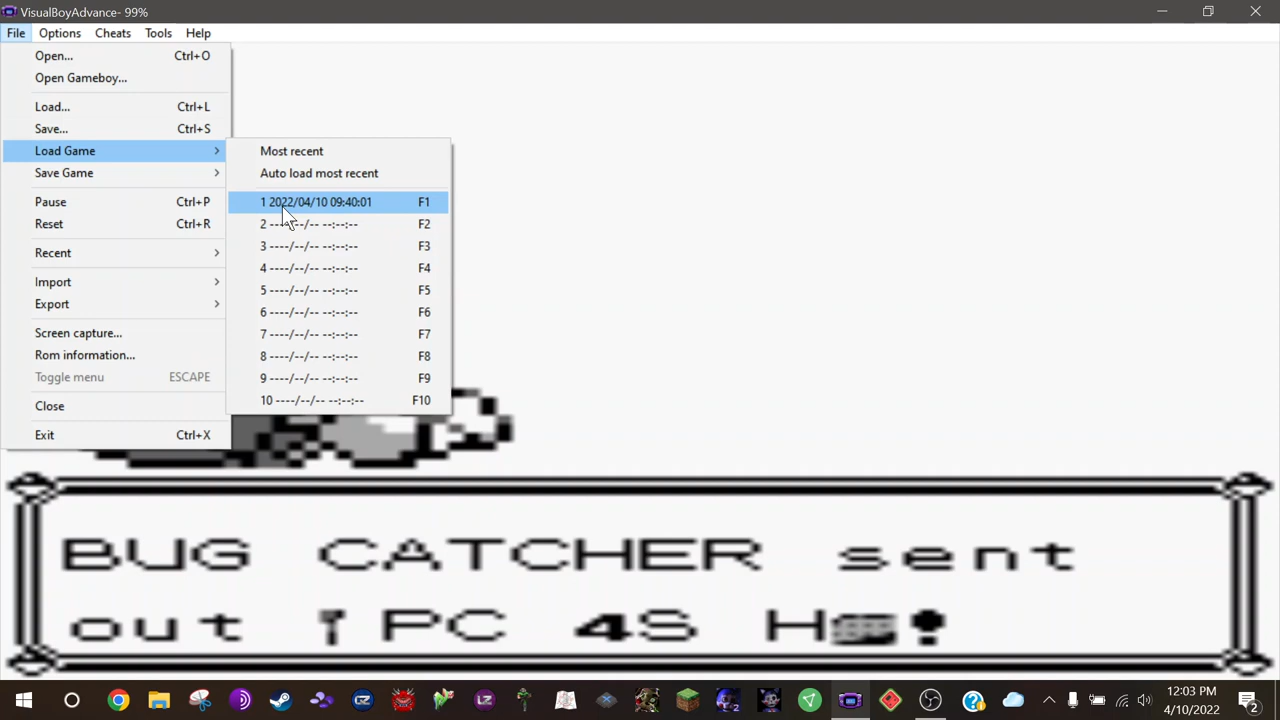 VisualBoyAdvance- 99%
File Options Cheats Tools Help
Open... Ctrl+O
Open Gameboy...
Load... Ctrl+L
Save... Ctrl+S
Load Game
Save Game
Pause Ctrl+P
Reset Ctrl+R
Recent
Import
Export
Screen capture...
Rom information...
Toggle menu ESCAPE
Close
Exit Ctrl+X
Most recent
Auto load most recent
1 2022/04/10 09:40:01 F1
2 ----/--/-- --:--:-- F2
3 ----/--/-- --:--:-- F3
4 ----/--/-- --:--:-- F4
5 ----/--/-- --:--:-- F5
6 ----/--/-- --:--:-- F6
7 ----/--/-- --:--:-- F7
8 ----/--/-- --:--:-- F8
9 ----/--/-- --:--:-- F9
10 ----/--/-- --:--:-- F10
BUG CATCHER sent
out PC 4S H !
12:03 PM
4/10/2022
2